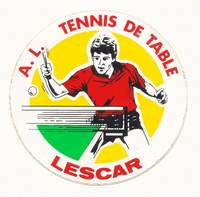 A. L. TENNIS DE TABLE
LESCAR